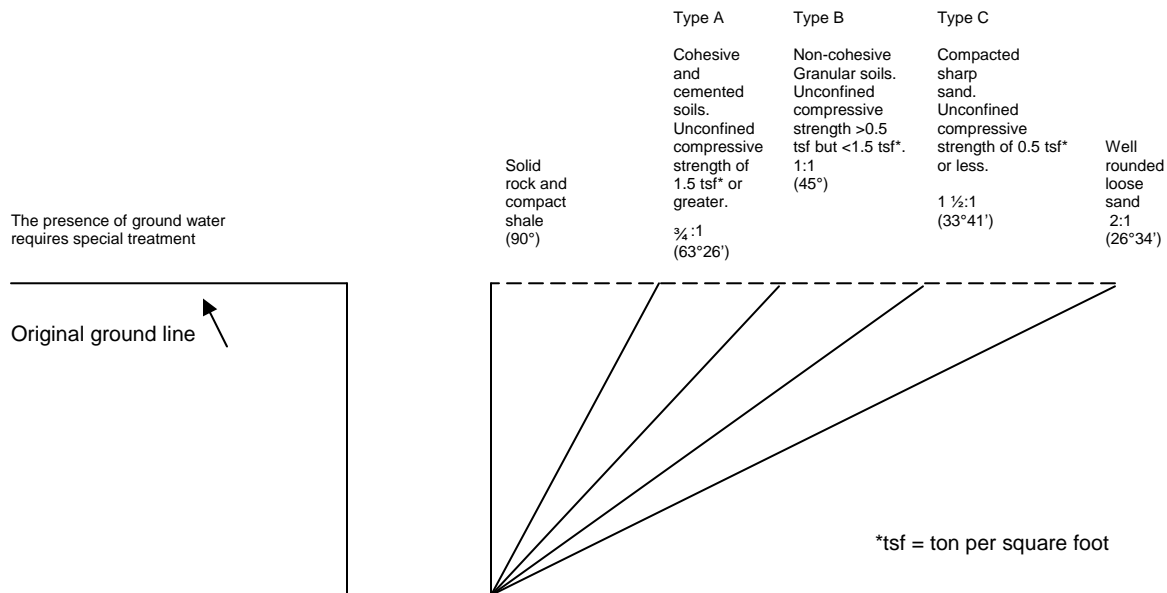 Type A
Cohesive
and
cemented
soils.
Unconfined
compressive
strength of
1.5 tsf* or
greater.
¾ :1
(63°26’)
Type B
Non-cohesive
Granular soils.
Unconfined
compressive
strength >0.5
tsf but <1.5 tsf*.
1:1
(45°)
Type C
Compacted
sharp
sand.
Unconfined
compressive
strength of 0.5 tsf*
or less.
1 ½:1
(33°41’)
Well
rounded
loose
sand
2:1
(26°34’)
Solid
rock and
compact
shale
(90°)
The presence of ground water
requires special treatment
Original ground line
*tsf = ton per square foot